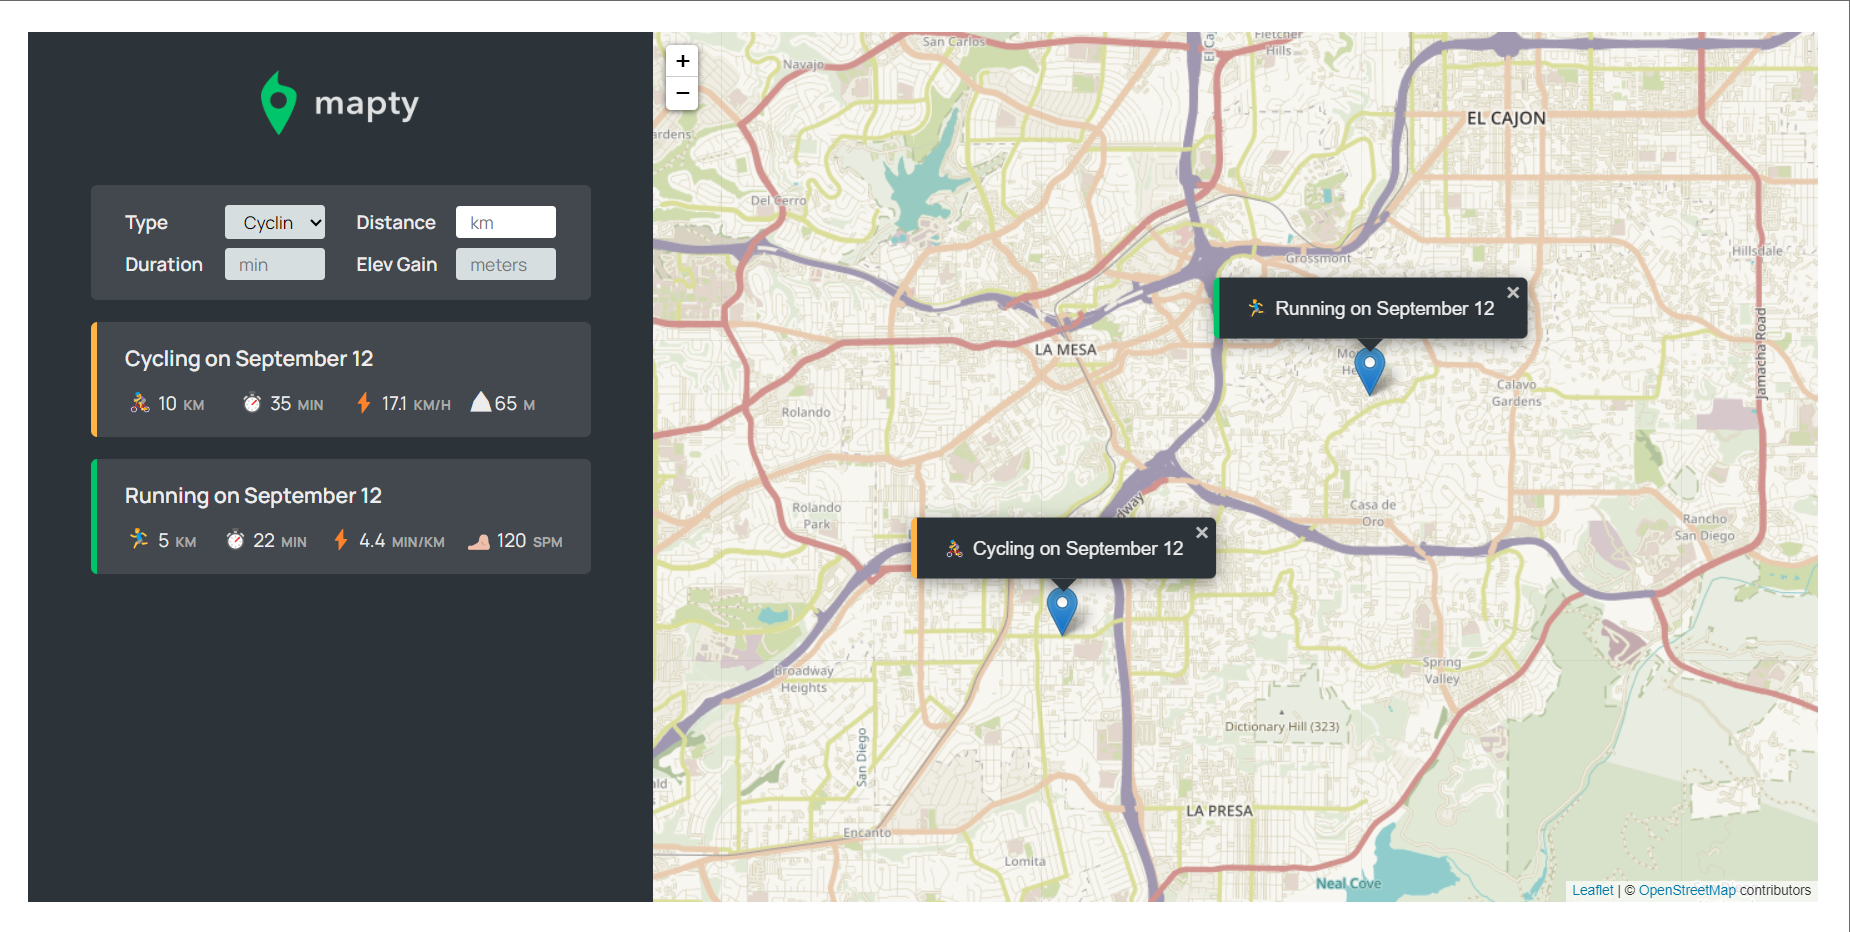 mapty
Type Cyclin Distance km
Duration min Elev Gain meters
Cycling on September 12
10 KM 35 MIN 17.1 KM/H 65 M
Running on September 12
5 KM 22 MIN 4.4 MIN/KM 120 SPM
+
−
San Carlos
Fletcher
Hills
El Ca
Navajo
ardens
EL CAJON
Del Cerro
Hillsdale
Grossmont
Running on September 12
×
LA MESA
Jamacha Road
Mo
He
Calavo
Gardens
Rolando
Rolando
Park
Casa de
Oro
dway
Rancho
San Diego
Cycling on September 12
×
Broadway
Heights
Spring
Valley
San Diego
Dictionary Hill (323)
ald
LA PRESA
Encanto
Lomita
Neal Cove
Leaflet | © OpenStreetMap contributors